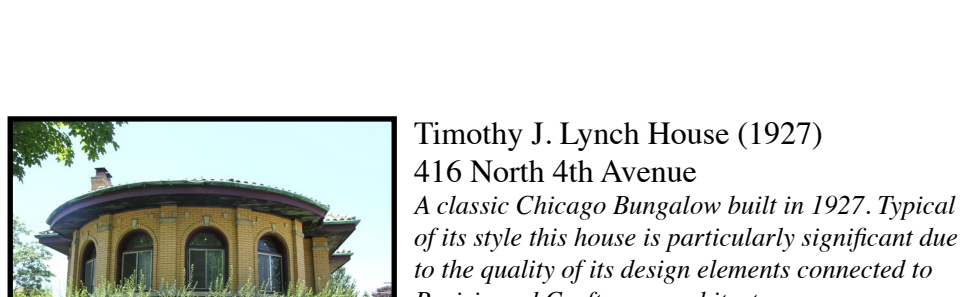 Timothy J. Lynch House (1927)
416 North 4th Avenue
A classic Chicago Bungalow built in 1927. Typical
of its style this house is particularly significant due
to the quality of its design elements connected to